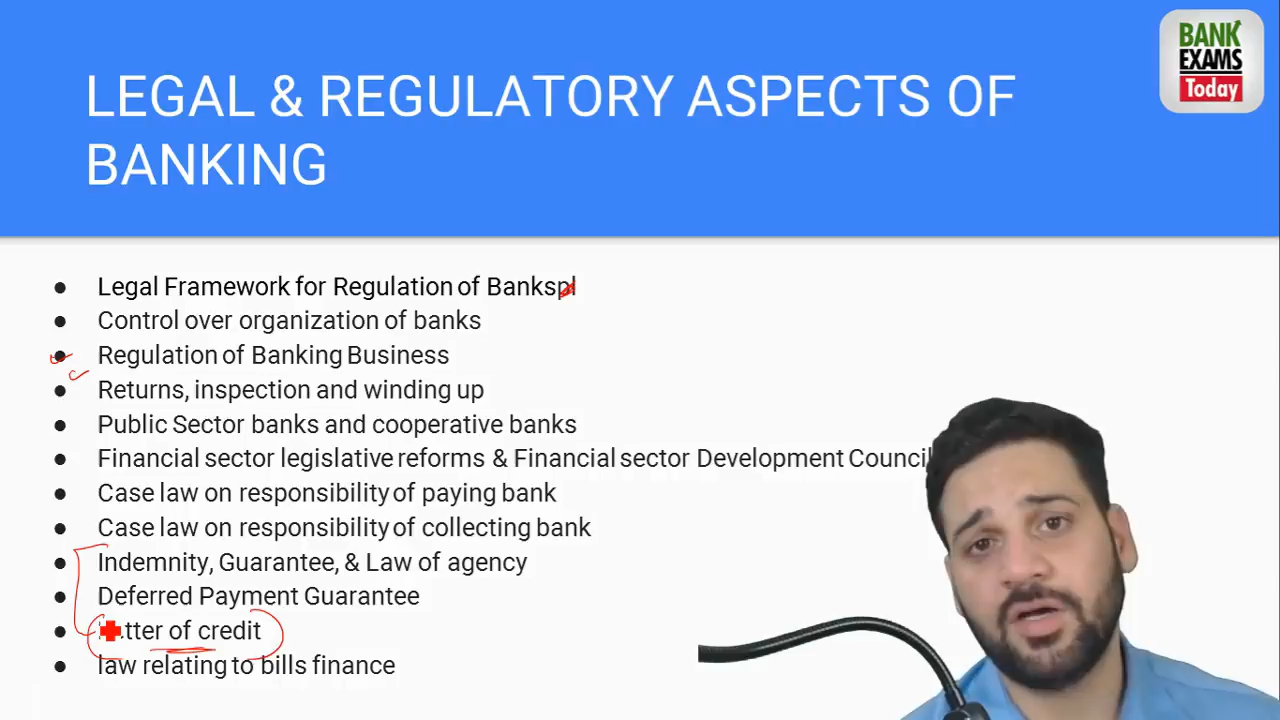 BANK
EXAMS
Today
LEGAL & REGULATORY ASPECTS OF
BANKING
Legal Framework for Regulation of Bankspl
Control over organization of banks
Regulation of Banking Business
Returns, inspection and winding up
Public Sector banks and cooperative banks
Financial sector legislative reforms & Financial sector Development Council
Case law on responsibility of paying bank
Case law on responsibility of collecting bank
Indemnity, Guarantee, & Law of agency
Deferred Payment Guarantee
of credit
law relating to bills finance